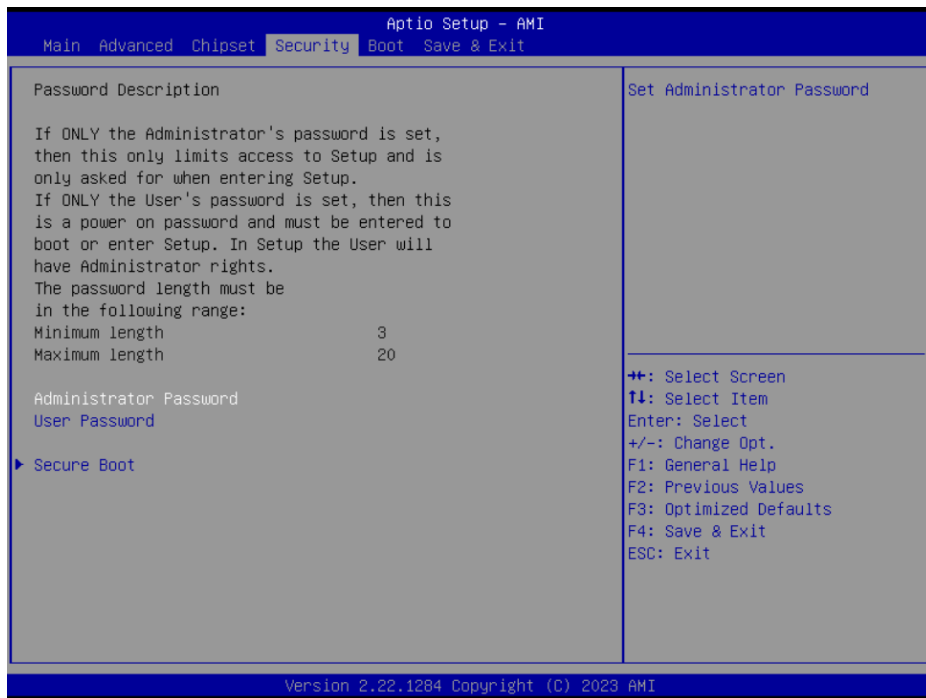 Aptio Setup – AMI
Main Advanced Chipset Security Boot Save & Exit
Password Description
If ONLY the Administrator's password is set,
then this only limits access to Setup and is
only asked for when entering Setup.
If ONLY the User's password is set, then this
is a power on password and must be entered to
boot or enter Setup. In Setup the User will
have Administrator rights.
The password length must be
in the following range:
Minimum length 3
Maximum length 20
Administrator Password
User Password
Secure Boot
Set Administrator Password
→←: Select Screen
↑↓: Select Item
Enter: Select
+/-: Change Opt.
F1: General Help
F2: Previous Values
F3: Optimized Defaults
F4: Save & Exit
ESC: Exit
Version 2.22.1284 Copyright (C) 2023 AMI